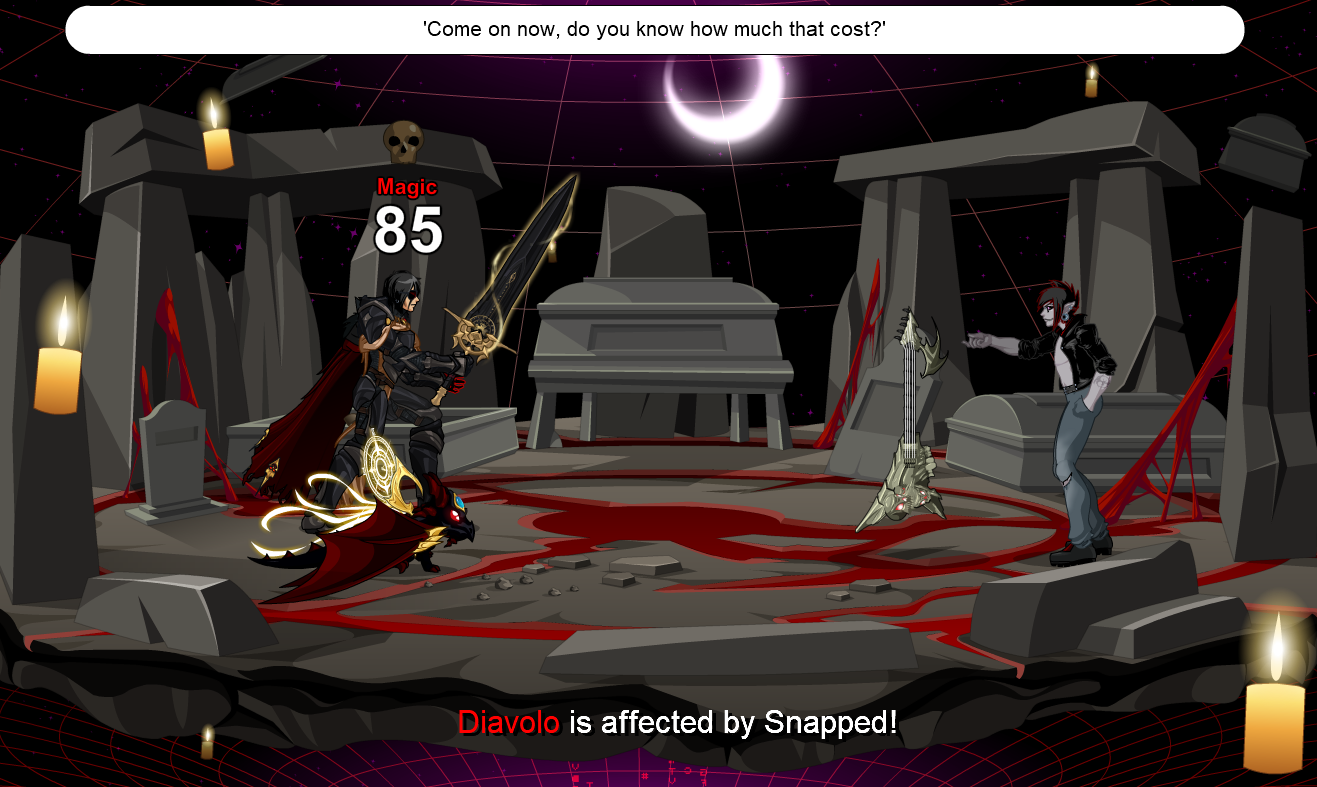 'Come on now, do you know how much that cost?'
Magic
85
Diavolo is affected by Snapped!